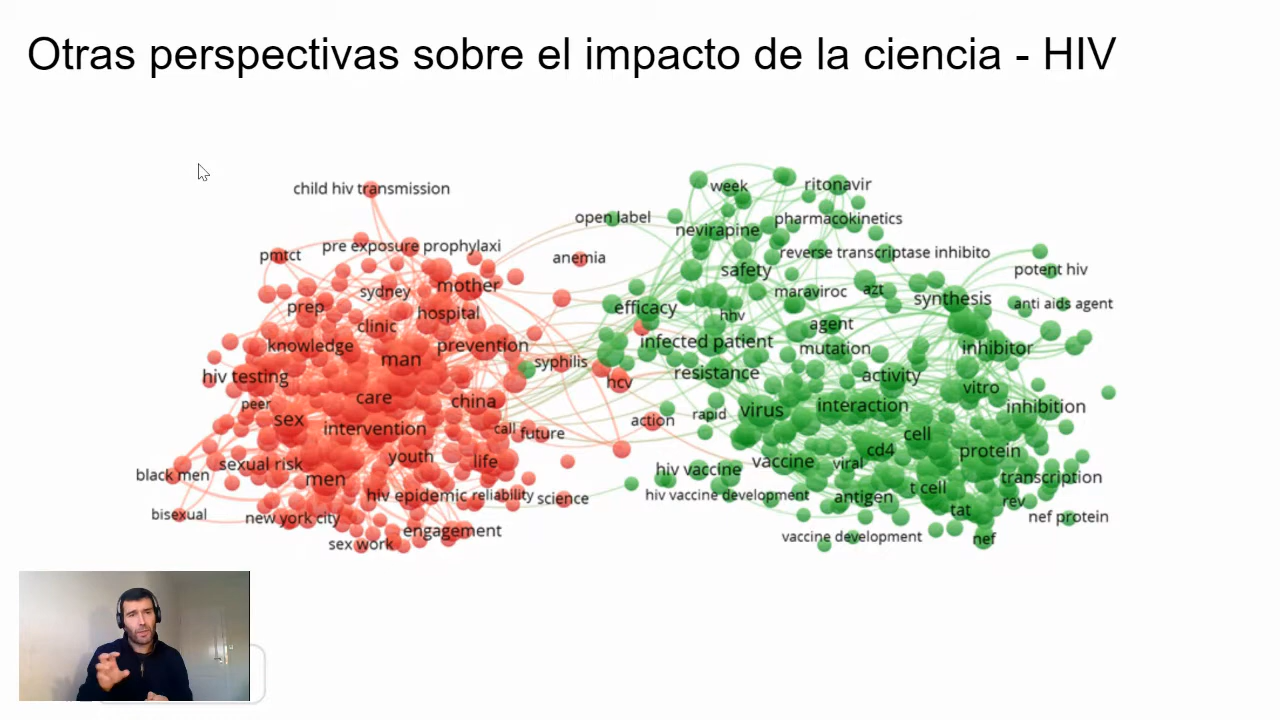 Otras perspectivas sobre el impacto de la ciencia - HIV
child hiv transmission
week
ritonavir
open label
pharmacokinetics
nevirapine
pre exposure prophylaxi
pmtct
anemia
reverse transcriptase inhibito
safety
potent hiv
mother
sydney
maraviroc
azt
synthesis
anti aids agent
prep
hospital
efficacy
hhv
clinic
agent
knowledge
man
prevention
infected patient
mutation
inhibitor
syphilis
hiv testing
hcv
resistance
activity
vitro
peer
care
china
rapid
virus
interaction
inhibition
sex
intervention
call
future
action
cell
youth
life
cd4
protein
black men
sexual risk
men
hiv vaccine
vaccine
viral
transcription
hiv epidemic
reliability
science
hiv vaccine development
antigen
t cell
rev
bisexual
new york city
tat
nef protein
engagement
sex work
vaccine development
nef